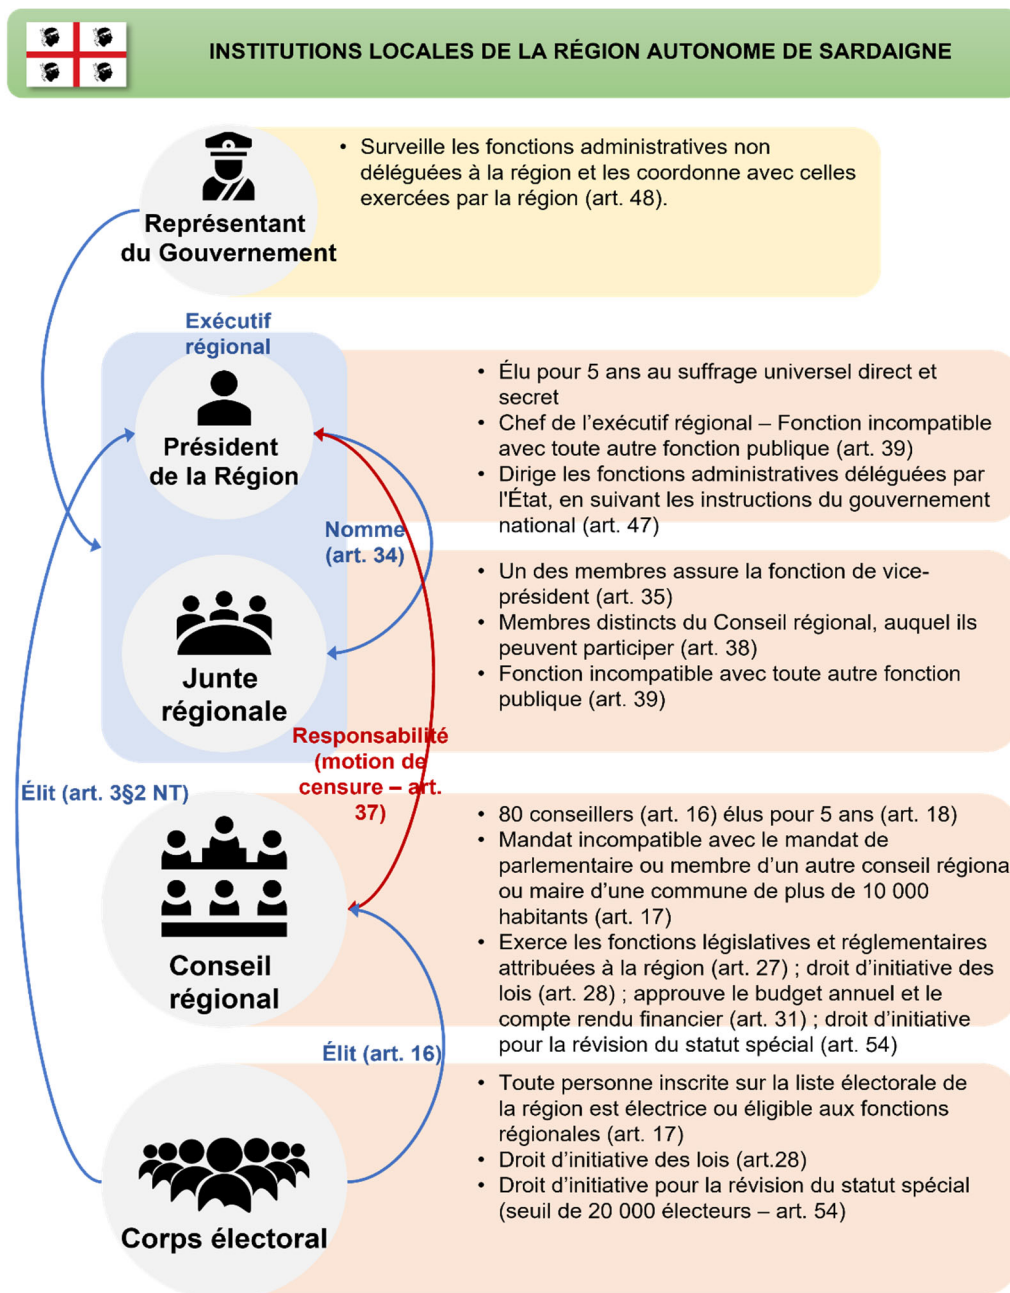 INSTITUTIONS LOCALES DE LA RÉGION AUTONOME DE SARDAIGNE
Représentant
du Gouvernement
• Surveille les fonctions administratives non
déléguées à la région et les coordonne avec celles
exercées par la région (art. 48).
Exécutif
régional
Président
de la Région
• Élu pour 5 ans au suffrage universel direct et
secret
• Chef de l'exécutif régional – Fonction incompatible
avec toute autre fonction publique (art. 39)
• Dirige les fonctions administratives déléguées par
l'État, en suivant les instructions du gouvernement
national (art. 47)
Nomme
(art. 34)
Junte
régionale
• Un des membres assure la fonction de vice-
président (art. 35)
• Membres distincts du Conseil régional, auquel ils
peuvent participer (art. 38)
• Fonction incompatible avec toute autre fonction
publique (art. 39)
Responsabilité
(motion de
censure – art.
37)
Élit (art. 3§2 NT)
Conseil
régional
• 80 conseillers (art. 16) élus pour 5 ans (art. 18)
• Mandat incompatible avec le mandat de
parlementaire ou membre d'un autre conseil régiona
ou maire d'une commune de plus de 10 000
habitants (art. 17)
• Exerce les fonctions législatives et réglementaires
attribuées à la région (art. 27) ; droit d'initiative des
lois (art. 28) ; approuve le budget annuel et le
compte rendu financier (art. 31) ; droit d'initiative
pour la révision du statut spécial (art. 54)
Élit (art. 16)
Corps électoral
• Toute personne inscrite sur la liste électorale de
la région est électrice ou éligible aux fonctions
régionales (art. 17)
• Droit d'initiative des lois (art.28)
• Droit d'initiative pour la révision du statut spécial
(seuil de 20 000 électeurs – art. 54)